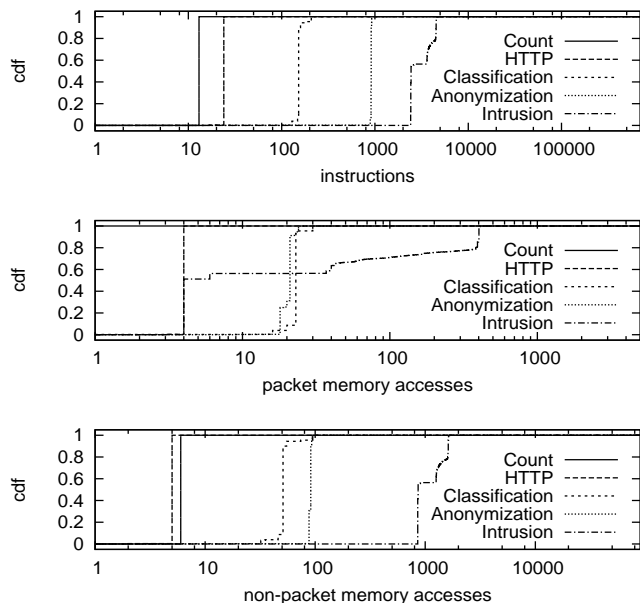 1
0.8
0.6
0.4
0.2
0
cdf
Count
HTTP
Classification
Anonymization
Intrusion
1 10 100 1000 10000 100000
instructions
1
0.8
0.6
0.4
0.2
0
cdf
Count
HTTP
Classification
Anonymization
Intrusion
1 10 100 1000
packet memory accesses
1
0.8
0.6
0.4
0.2
0
cdf
Count
HTTP
Classification
Anonymization
Intrusion
1 10 100 1000 10000
non-packet memory accesses